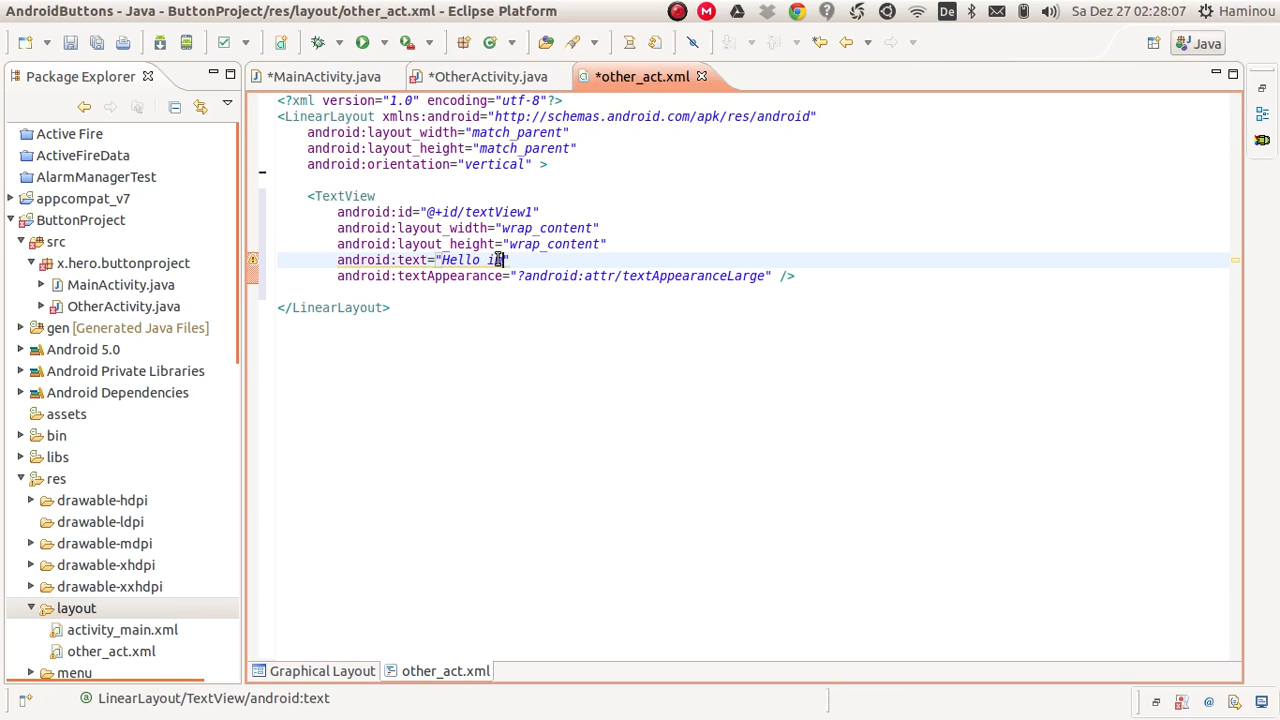 AndroidButtons - Java - ButtonProject/res/layout/other_act.xml - Eclipse Platform
De
Sa Dez 27 02:28:07
Haminou
Java
Package Explorer
*MainActivity.java
*OtherActivity.java
*other_act.xml
Active Fire
ActiveFireData
AlarmManagerTest
appcompat_v7
ButtonProject
src
x.hero.buttonproject
MainActivity.java
OtherActivity.java
gen [Generated Java Files]
Android 5.0
Android Private Libraries
Android Dependencies
assets
bin
libs
res
drawable-hdpi
drawable-ldpi
drawable-mdpi
drawable-xhdpi
drawable-xxhdpi
layout
activity_main.xml
other_act.xml
menu
<?xml version="1.0" encoding="utf-8"?>
<LinearLayout xmlns:android="http://schemas.android.com/apk/res/android"
android:layout_width="match_parent"
android:layout_height="match_parent"
android:orientation="vertical" >
<TextView
android:id="@+id/textView1"
android:layout_width="wrap_content"
android:layout_height="wrap_content"
android:text="Hello
android:textAppearance="?android:attr/textAppearanceLarge" />
</LinearLayout>
Graphical Layout
other_act.xml
LinearLayout/TextView/android:text